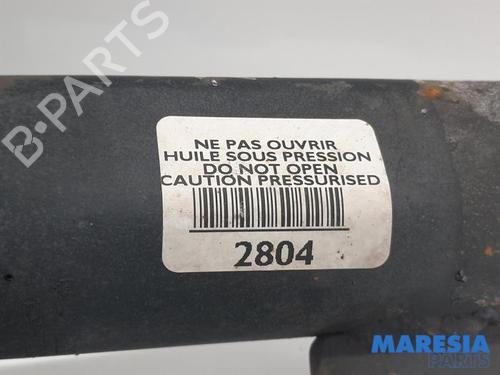 B-PARTS
NE PAS OUVRIR
HUILE SOUS PRESSION
DO NOT OPEN
CAUTION PRESSURISED
2804
MARESIA
PARTS